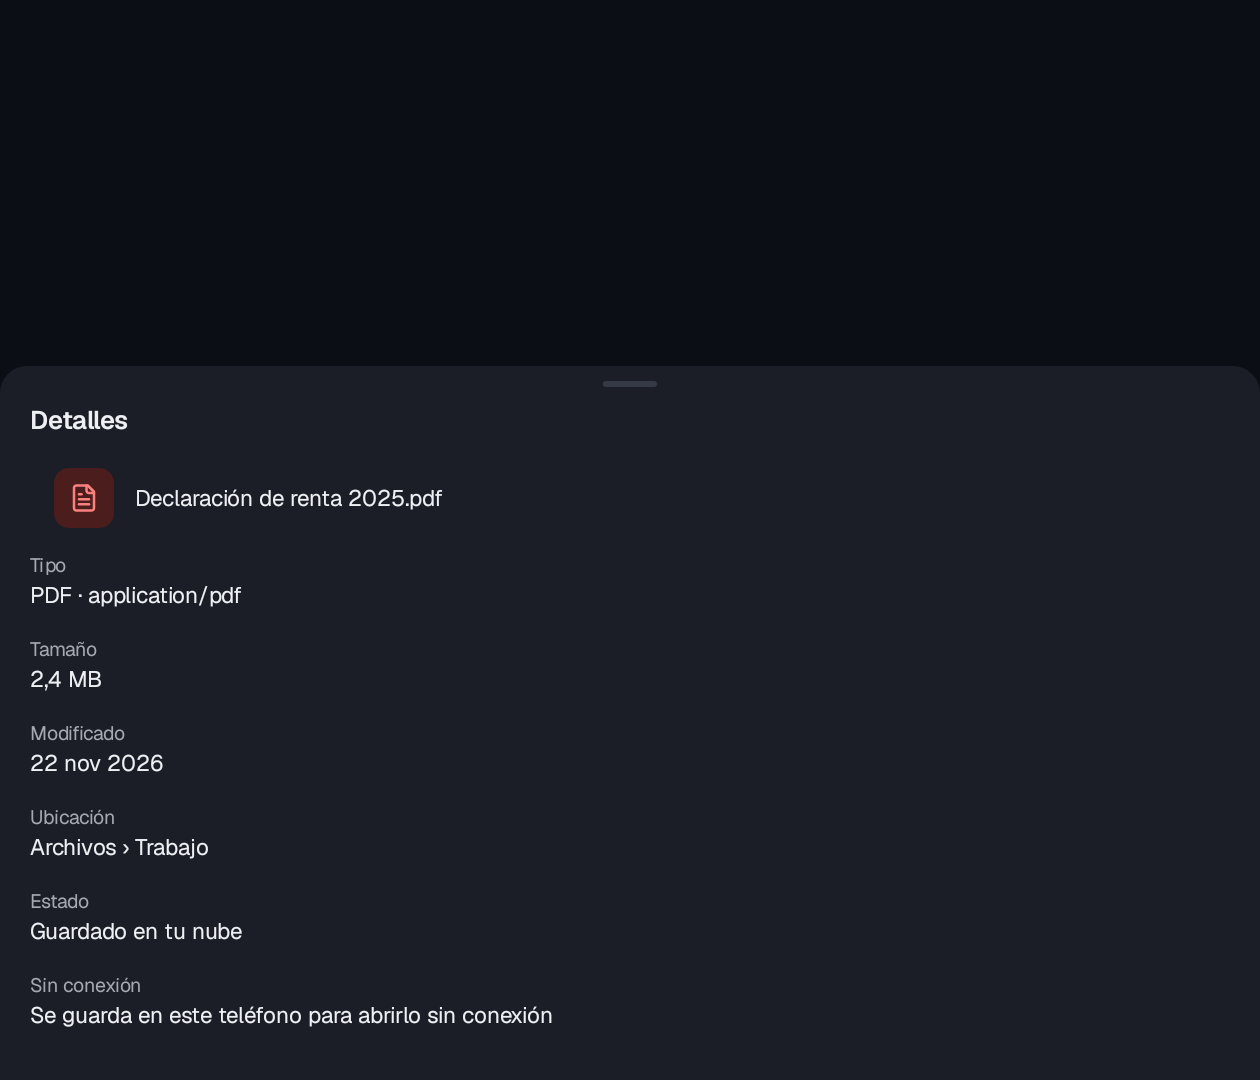 Detalles
Declaración de renta 2025.pdf
Tipo
PDF · application/pdf
Tamaño
2,4 MB
Modificado
22 nov 2026
Ubicación
Archivos › Trabajo
Estado
Guardado en tu nube
Sin conexión
Se guarda en este teléfono para abrirlo sin conexión